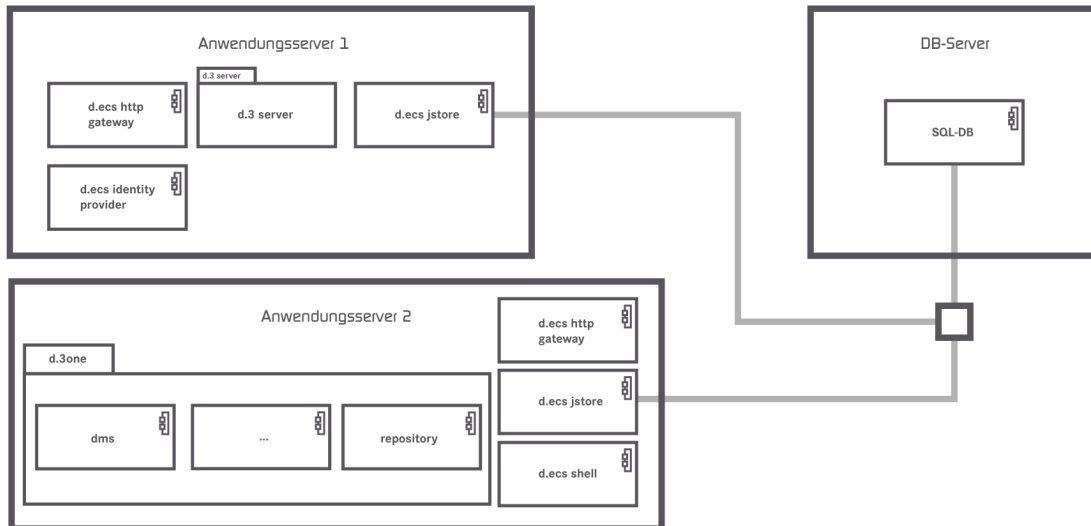 Anwendungsserver 1
d.ecs http
gateway
d.3 server
d.3 server
d.ecs jstore
d.ecs identity
provider
DB-Server
SQL-DB
Anwendungsserver 2
d.3one
dms
...
repository
d.ecs http
gateway
d.ecs jstore
d.ecs shell